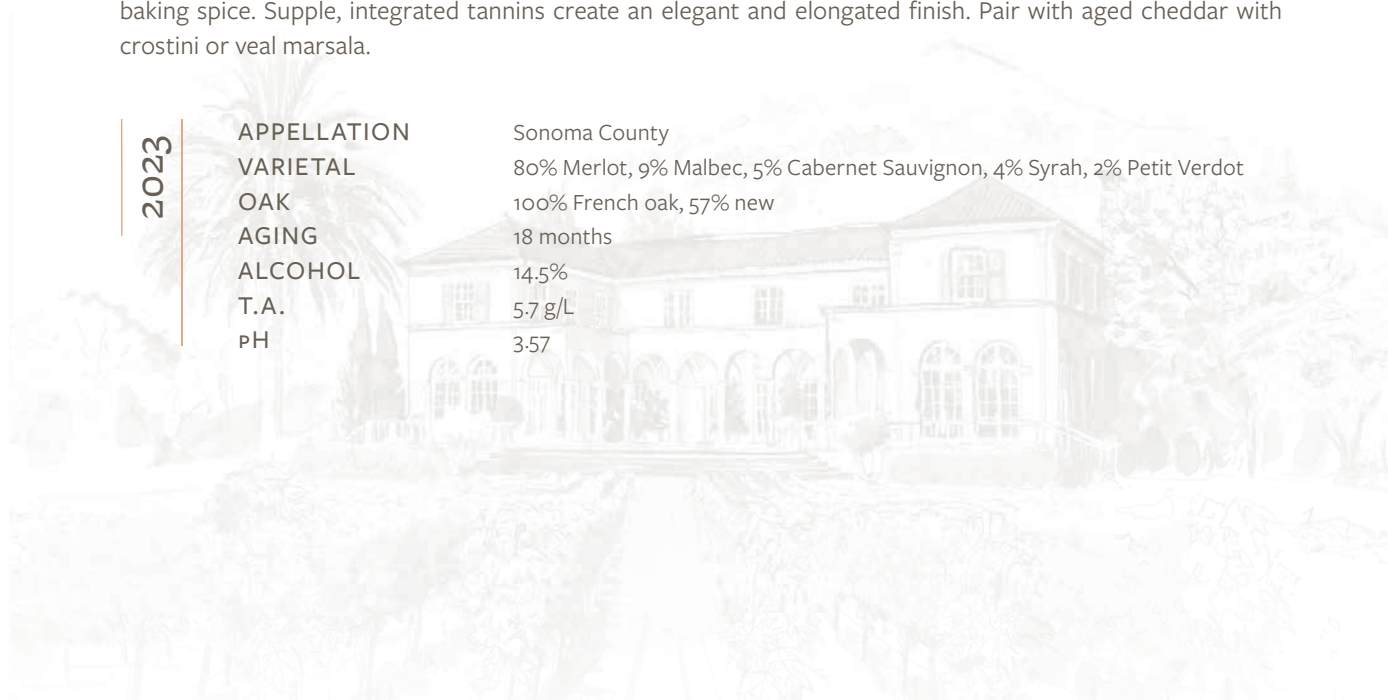 baking spice. Supple, integrated tannins create an elegant and elongated finish. Pair with aged cheddar with
crostini or veal marsala.
2023
APPELLATION Sonoma County
VARIETAL 80% Merlot, 9% Malbec, 5% Cabernet Sauvignon, 4% Syrah, 2% Petit Verdot
OAK 100% French oak, 57% new
AGING 18 months
ALCOHOL 14.5%
T.A. 5.7 g/L
pH 3.57